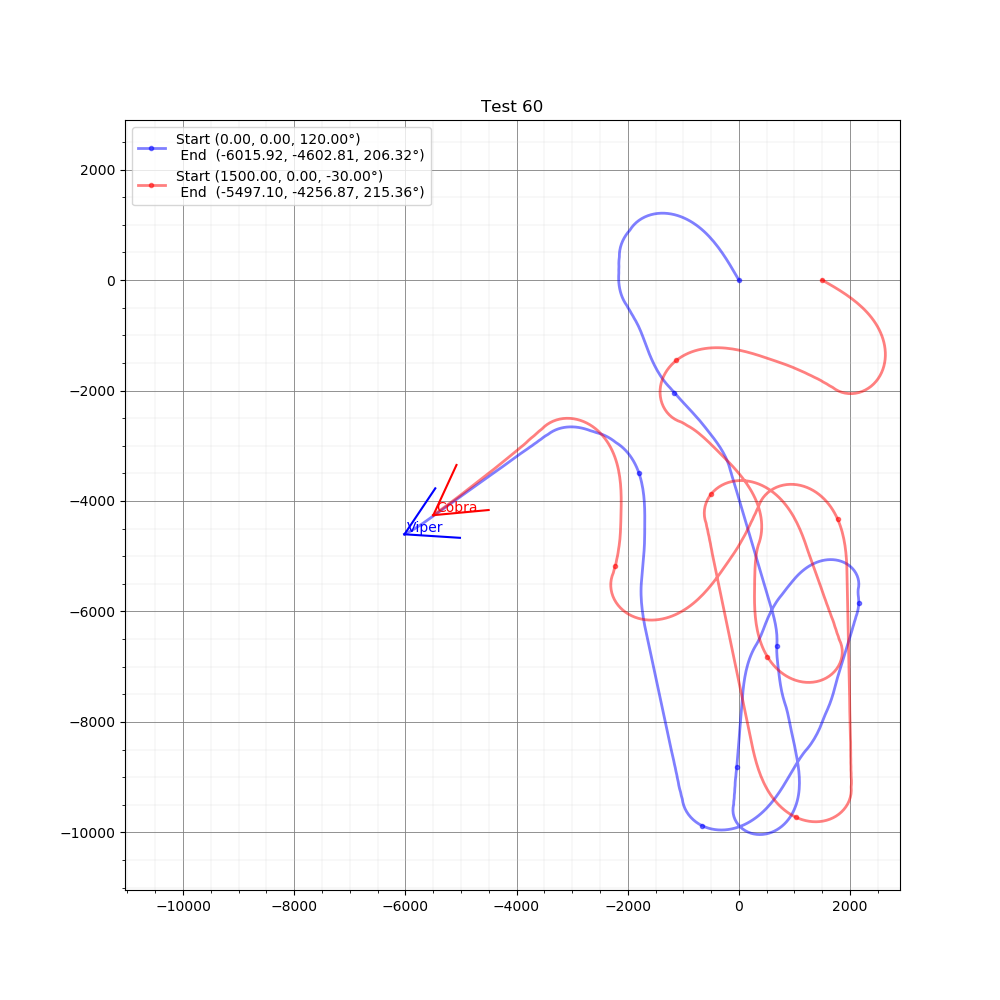 Test 60
Start (0.00, 0.00, 120.00°)
End (-6015.92, -4602.81, 206.32°)
Start (1500.00, 0.00, -30.00°)
End (-5497.10, -4256.87, 215.36°)
2000
0
−2000
−4000
−6000
−8000
−10000
Cobra
Viper
−10000 −8000 −6000 −4000 −2000 0 2000